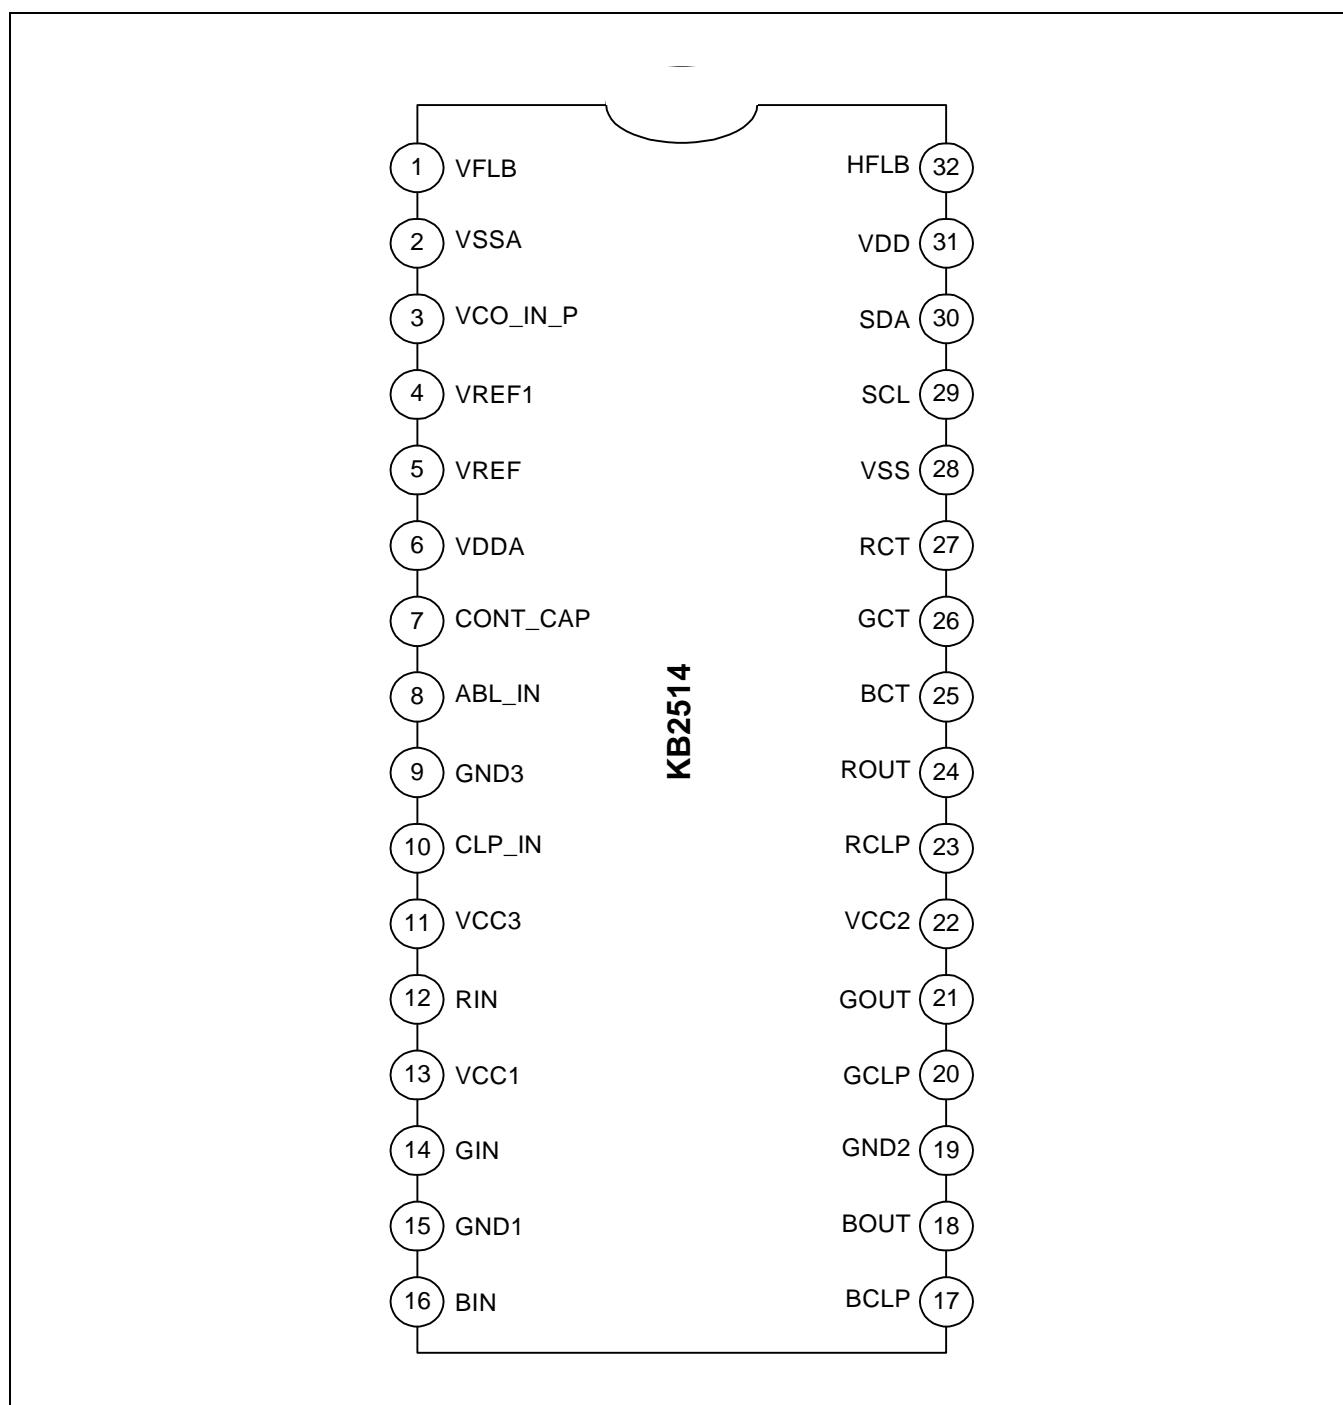 1 VFLB HFLB 32
2 VSSA VDD 31
3 VCO_IN_P SDA 30
4 VREF1 SCL 29
5 VREF VSS 28
6 VDDA RCT 27
7 CONT_CAP GCT 26
8 ABL_IN BCT 25
KB2514
9 GND3 ROUT 24
10 CLP_IN RCLP 23
11 VCC3 VCC2 22
12 RIN GOUT 21
13 VCC1 GCLP 20
14 GIN GND2 19
15 GND1 BOUT 18
16 BIN BCLP 17